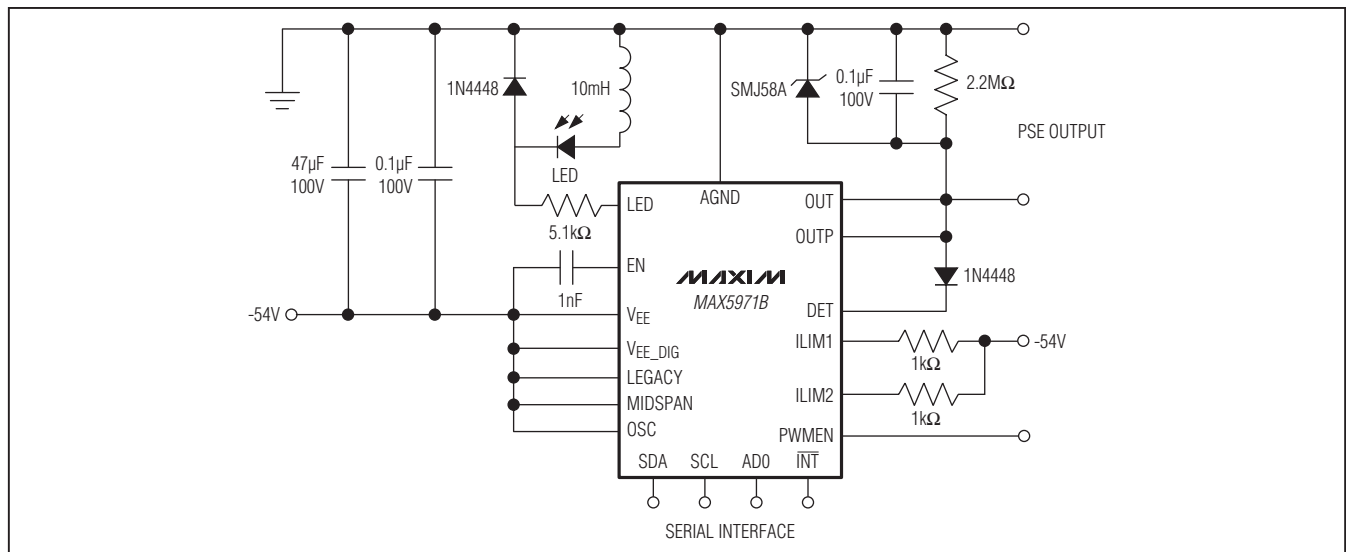 1N4448
10mH
SMJ58A
0.1µF
100V
2.2MΩ
PSE OUTPUT
47µF
100V
0.1µF
100V
LED
5.1kΩ
1nF
-54V
LED
AGND
OUT
OUTP
EN
MAXIM
MAX5971B
1N4448
DET
VEE
ILIM1
1kΩ
-54V
VEE_DIG
LEGACY
ILIM2
1kΩ
MIDSPAN
OSC
PWMEN
SDA SCL AD0 INT
SERIAL INTERFACE